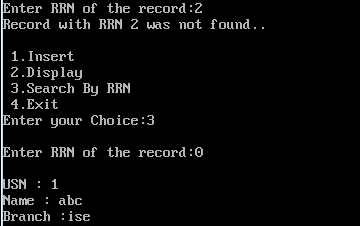 Enter RRN of the record:2
Record with RRN 2 was not found..
1.Insert
2.Display
3.Search By RRN
4.Exit
Enter your Choice:3
Enter RRN of the record:0
USN : 1
Name : abc
Branch :ise